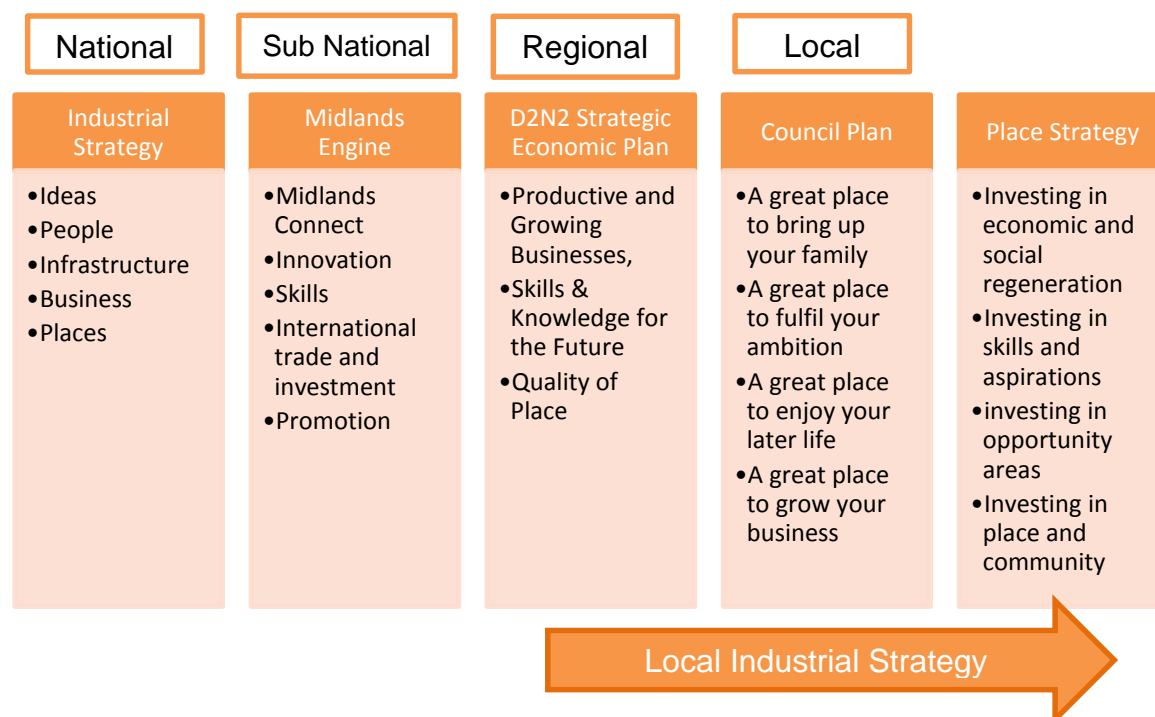 National
Sub National
Regional
Local
Industrial
Strategy
•Ideas
•People
•Infrastructure
•Business
•Places
Midlands
Engine
•Midlands
Connect
•Innovation
•Skills
•International
trade and
investment
•Promotion
D2N2 Strategic
Economic Plan
•Productive and
Growing
Businesses,
•Skills &
Knowledge for
the Future
•Quality of
Place
Council Plan
•A great place
to bring up
your family
•A great place
to fulfil your
ambition
•A great place
to enjoy your
later life
•A great place
to grow your
business
Place Strategy
•Investing in
economic and
social
regeneration
•Investing in
skills and
aspirations
•investing in
opportunity
areas
•Investing in
place and
community
Local Industrial Strategy